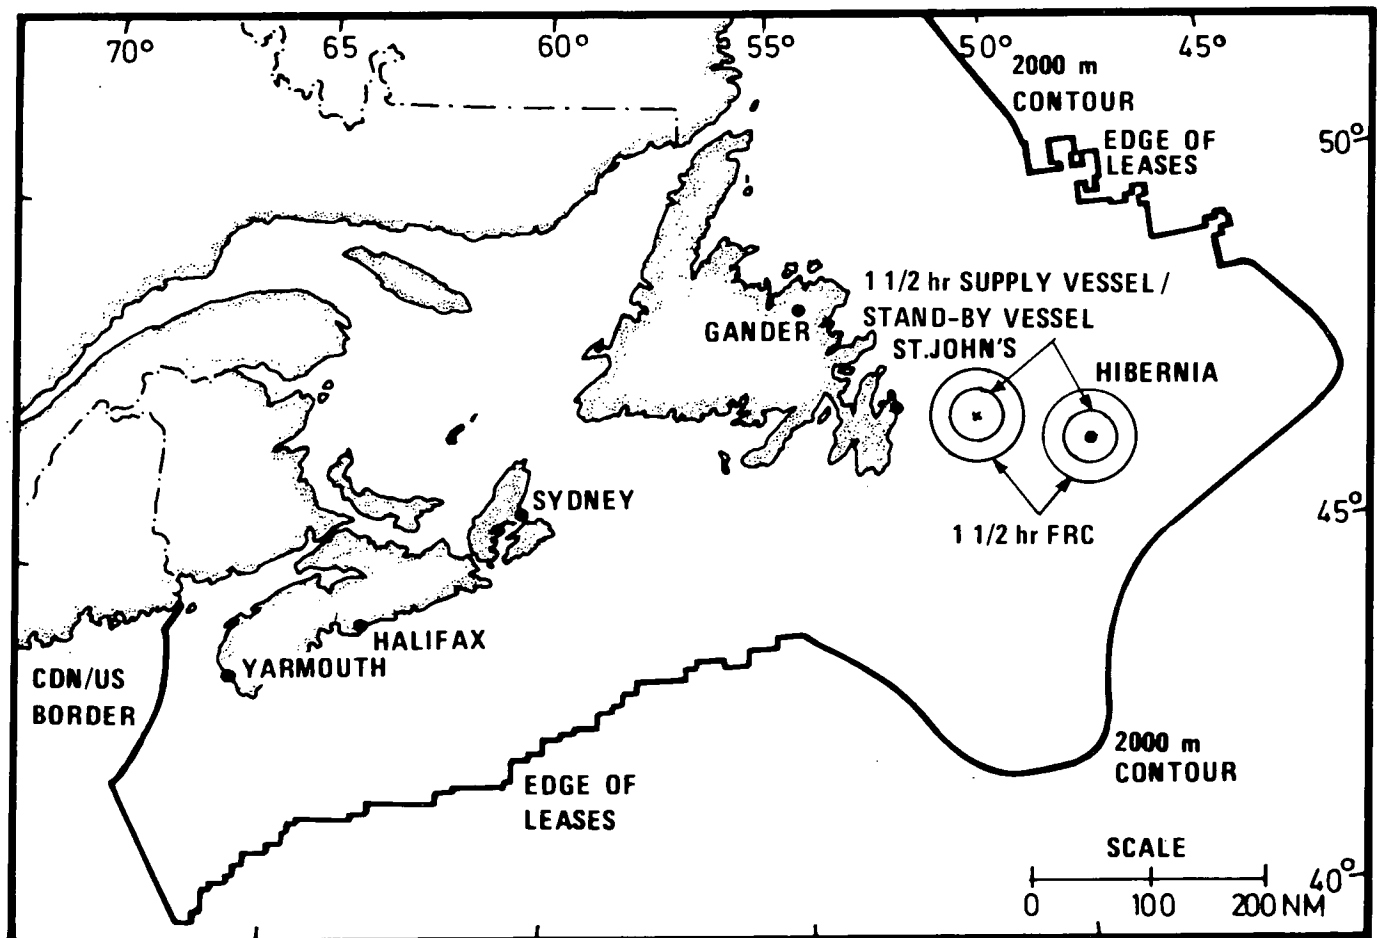 70° 65 60° 55° 50° 45°
2000 m
CONTOUR
50°
EDGE OF
LEASES
1 1/2 hr SUPPLY VESSEL /
STAND-BY VESSEL
GANDER
ST.JOHN'S
HIBERNIA
SYDNEY
45°
1 1/2 hr FRC
HALIFAX
YARMOUTH
CDN/US
BORDER
2000 m
CONTOUR
EDGE OF
LEASES
SCALE
40°
0 100 200 NM